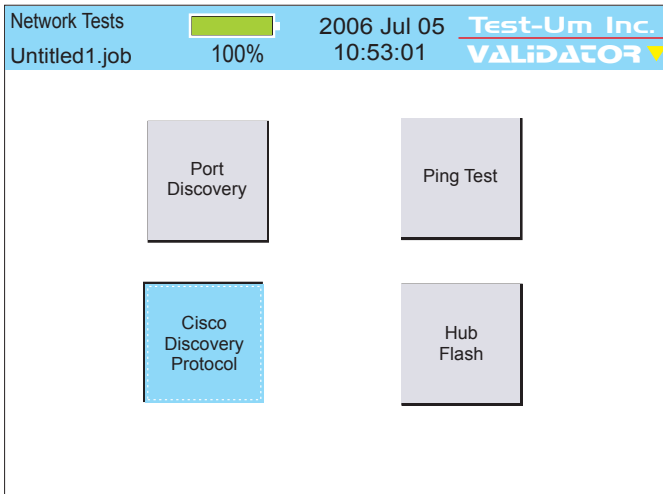 Network Tests
Untitled1.job
100%
2006 Jul 05
10:53:01
Test-Um Inc.
VALiDATOR
Port
Discovery
Ping Test
Cisco
Discovery
Protocol
Hub
Flash